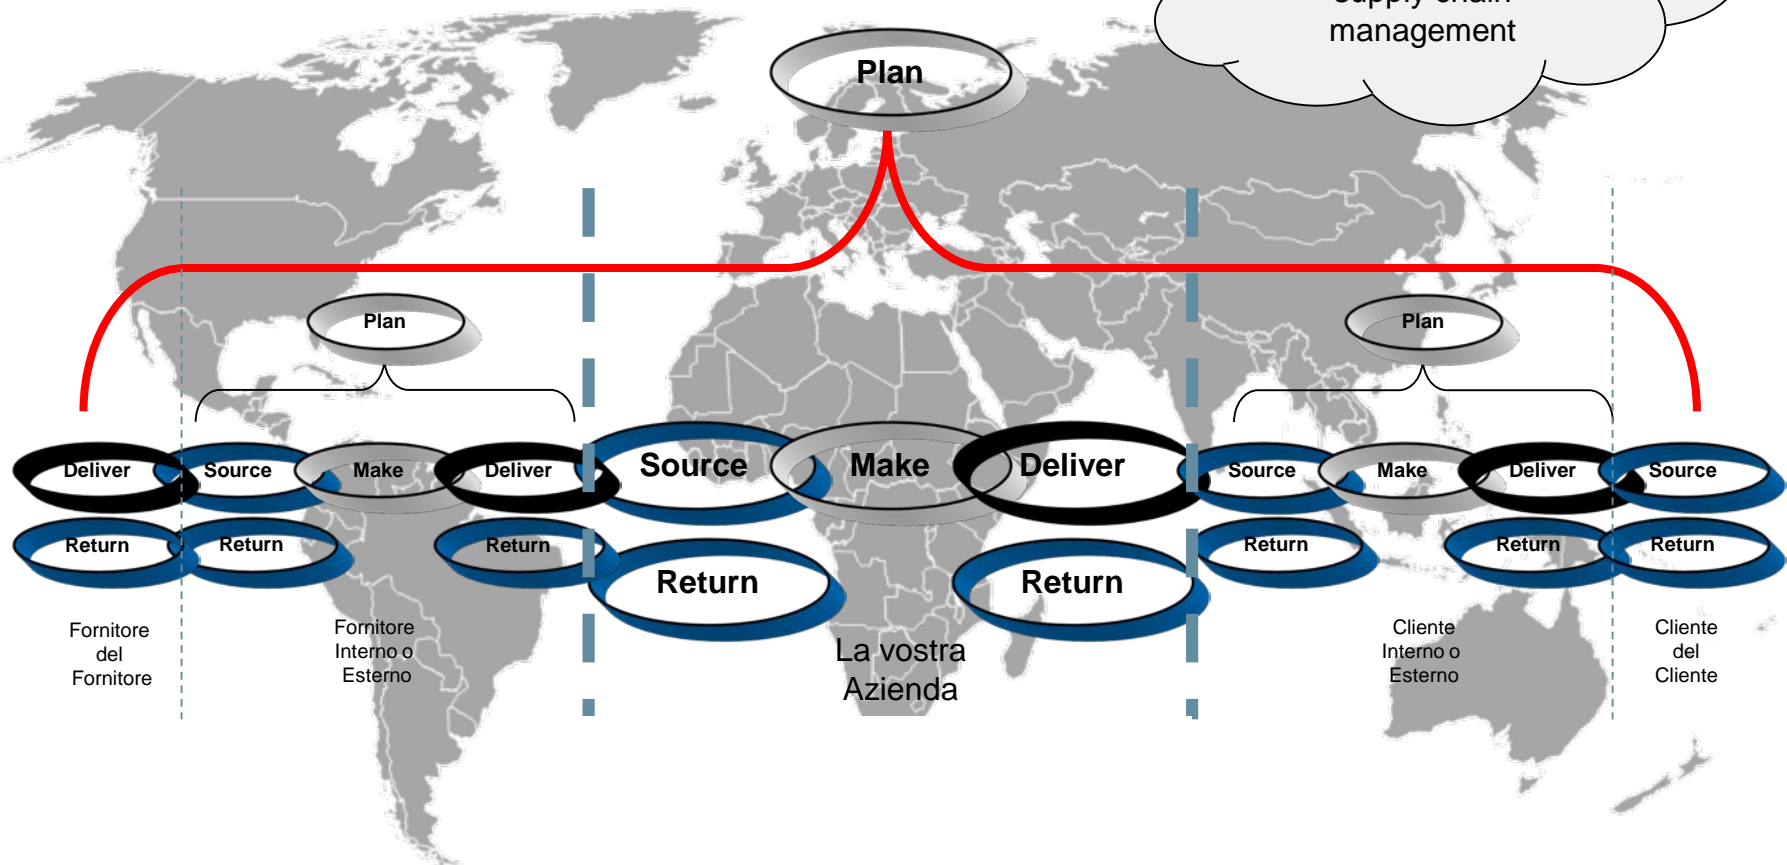 management
Plan
Plan
Plan
Deliver
Source
Make
Deliver
Source
Make
Deliver
Source
Make
Deliver
Source
Return
Return
Return
Return
Return
Return
Return
Return
Fornitore
del
Fornitore
Fornitore
Interno o
Esterno
La vostra
Azienda
Cliente
Interno o
Esterno
Cliente
del
Cliente